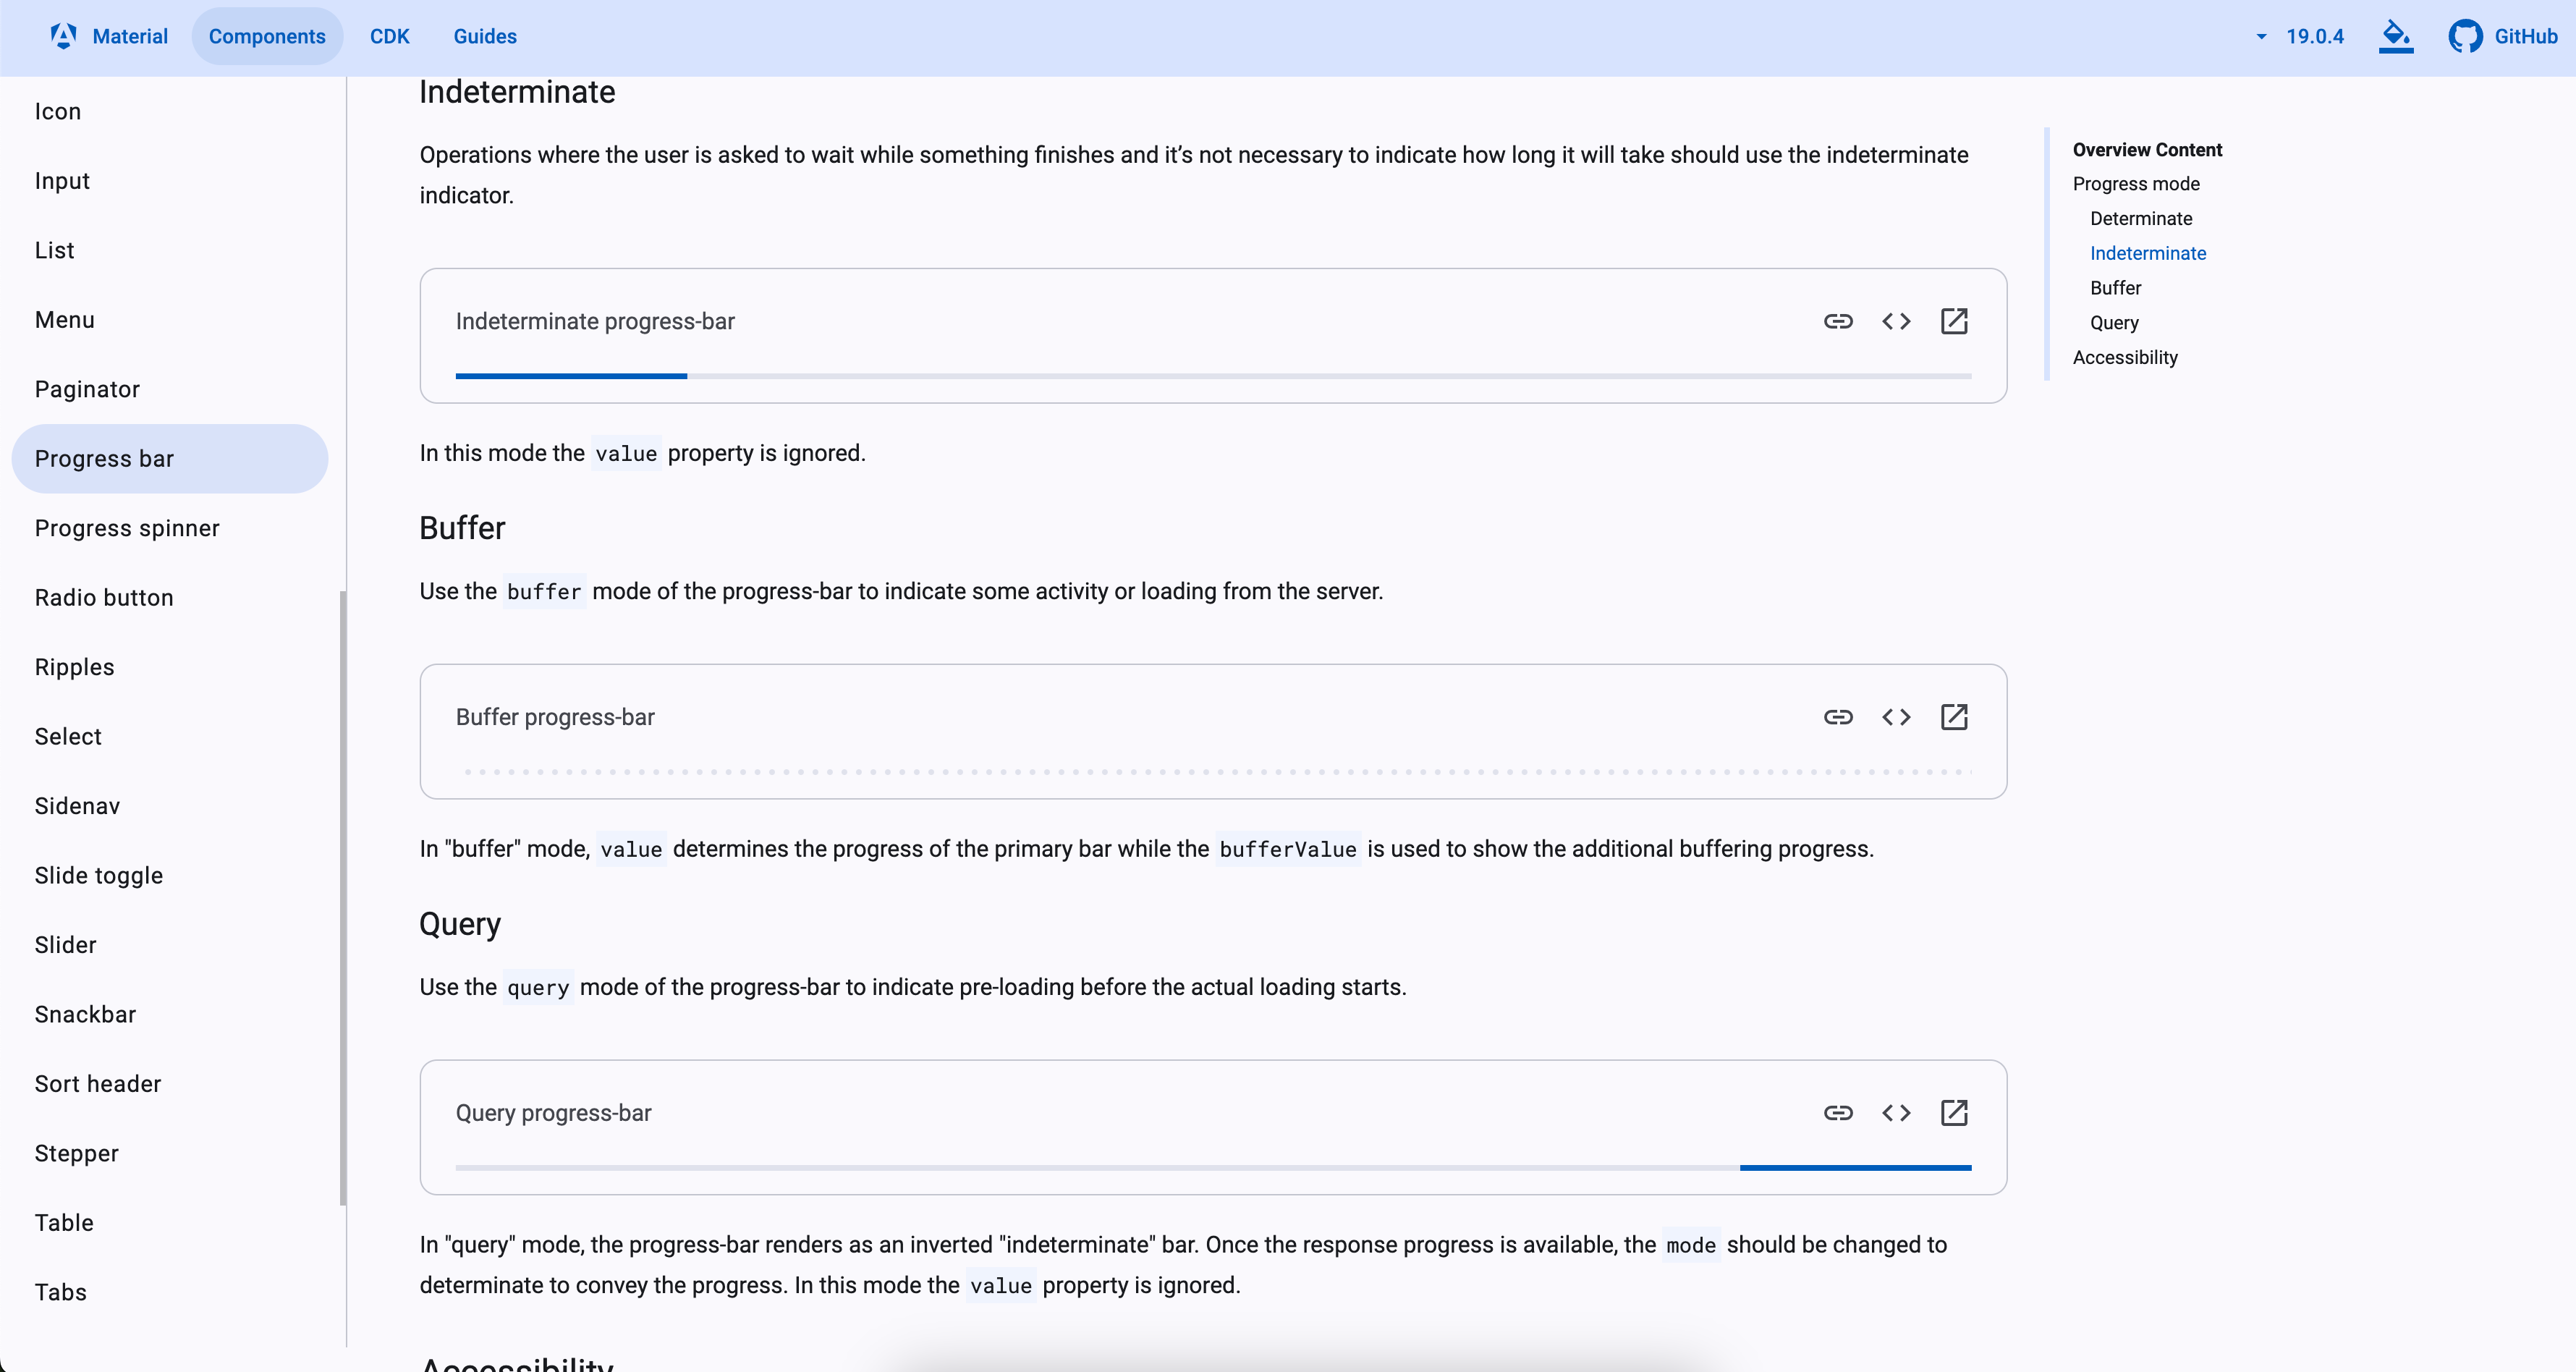 Material
Components
CDK
Guides
19.0.4
GitHub
Icon
Input
List
Menu
Paginator
Progress bar
Progress spinner
Radio button
Ripples
Select
Sidenav
Slide toggle
Slider
Snackbar
Sort header
Stepper
Table
Tabs
Indeterminate
Operations where the user is asked to wait while something finishes and it’s not necessary to indicate how long it will take should use the indeterminate
indicator.
Indeterminate progress-bar
In this mode the value property is ignored.
Buffer
Use the buffer mode of the progress-bar to indicate some activity or loading from the server.
Buffer progress-bar
In "buffer" mode, value determines the progress of the primary bar while the bufferValue is used to show the additional buffering progress.
Query
Use the query mode of the progress-bar to indicate pre-loading before the actual loading starts.
Query progress-bar
In "query" mode, the progress-bar renders as an inverted "indeterminate" bar. Once the response progress is available, the mode should be changed to
determinate to convey the progress. In this mode the value property is ignored.
Accessibility
Overview Content
Progress mode
Determinate
Indeterminate
Buffer
Query
Accessibility